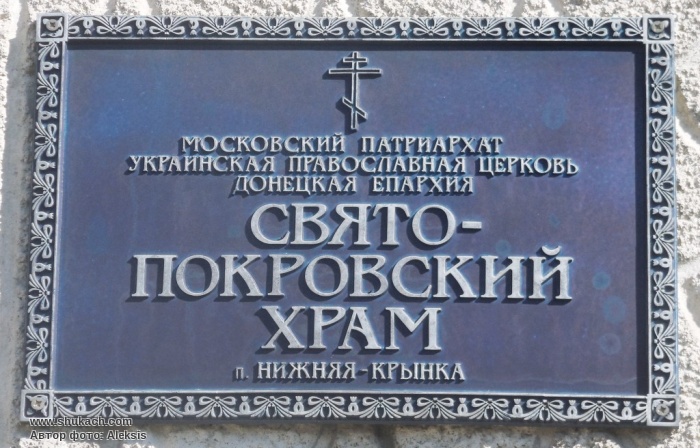 МОСКОВСКИЙ ПАТРИАРХАТ
УКРАИНСКАЯ ПРАВОСЛАВНАЯ ЦЕРКОВЬ
ДОНЕЦКАЯ ЕПАРХИЯ
СВЯТО-
ПОКРОВСКИЙ
ХРАМ
п. НИЖНЯЯ-КРЫНКА
www.shukach.com
Автор фото: Aleksis